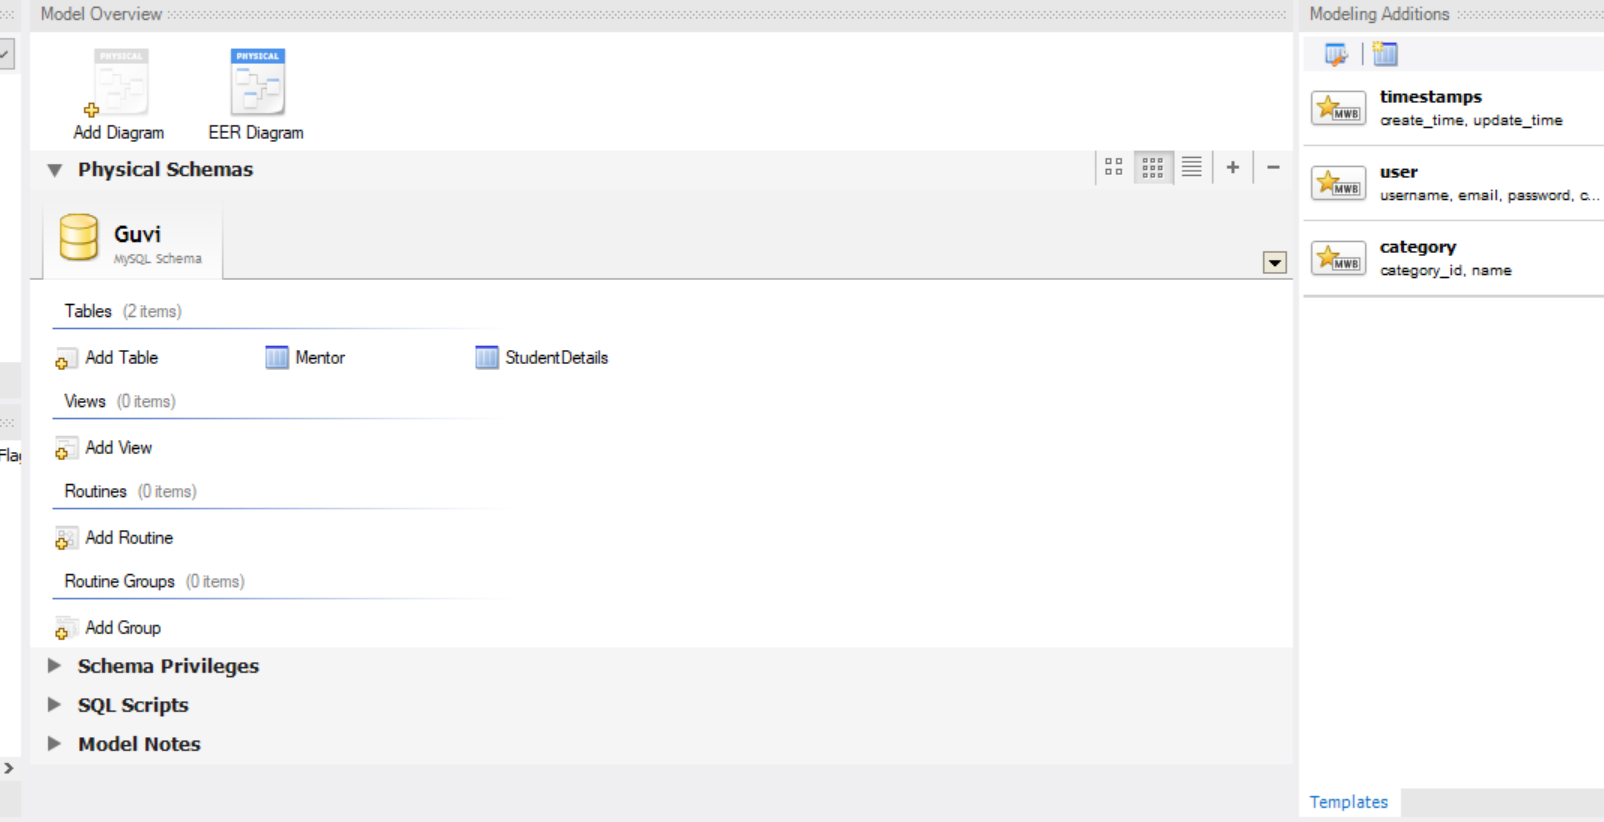 Model Overview
PHYSICAL
PHYSICAL
Add Diagram
EER Diagram
Physical Schemas
Guvi
MySQL Schema
Tables (2 items)
Add Table
Mentor
StudentDetails
Views (0 items)
Add View
Routines (0 items)
Add Routine
Routine Groups (0 items)
Add Group
Schema Privileges
SQL Scripts
Model Notes
Modeling Additions
MWB
timestamps
create_time, update_time
MWB
user
username, email, password, c...
MWB
category
category_id, name
Templates